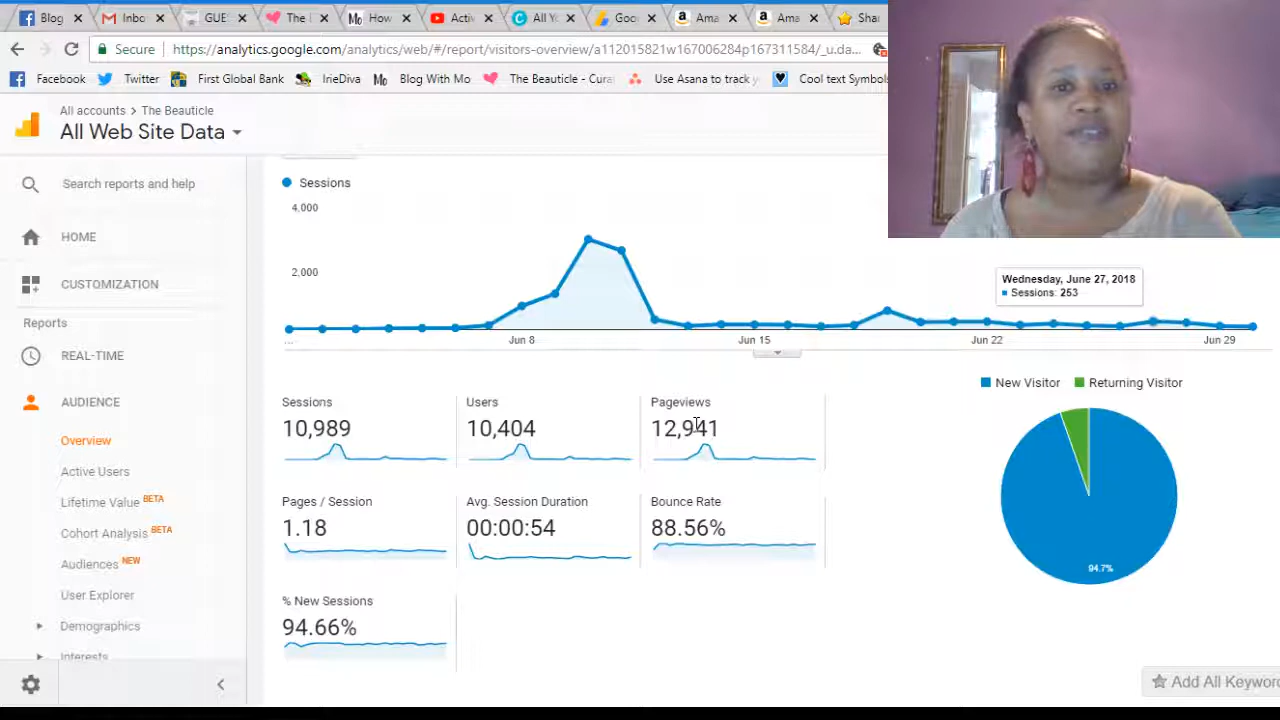 Blog
Inbo
GUE
The
How
Activ
All Y
Goo
Ama
Ama
Shar
Secure
https://analytics.google.com/analytics/web/#/report/visitors-overview/a112015821w167006284p167311584/_u.da...
Facebook
Twitter
First Global Bank
IrieDiva
Blog With Mo
The Beauticle - Cura
Use Asana to track yo
Cool text Symbols
All accounts > The Beauticle
All Web Site Data
Search reports and help
HOME
CUSTOMIZATION
Reports
REAL-TIME
AUDIENCE
Overview
Active Users
Lifetime Value BETA
Cohort Analysis BETA
Audiences NEW
User Explorer
Demographics
Interests
Sessions
4,000
2,000
Wednesday, June 27, 2018
Sessions: 253
... Jun 8 Jun 15 Jun 22 Jun 29
New Visitor Returning Visitor
Sessions
10,989
Users
10,404
Pageviews
12,941
Pages / Session
1.18
Avg. Session Duration
00:00:54
Bounce Rate
88.56%
% New Sessions
94.66%
94.7%
Add All Keyword